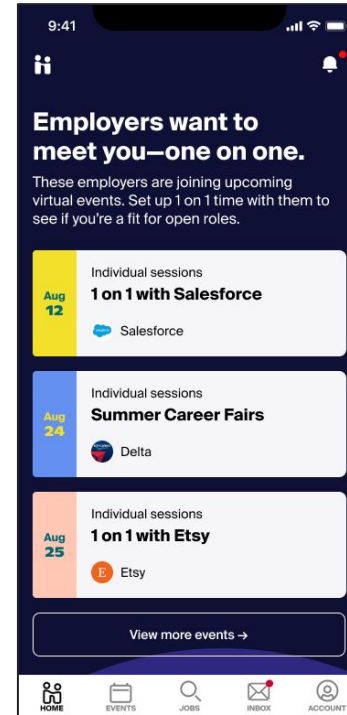 9:41
Employers want to
meet you—one on one.
These employers are joining upcoming
virtual events. Set up 1 on 1 time with them to
see if you're a fit for open roles.
Aug
12
Individual sessions
1 on 1 with Salesforce
Salesforce
Aug
24
Individual sessions
Summer Career Fairs
Delta
Aug
25
Individual sessions
1 on 1 with Etsy
E
Etsy
View more events →
HOME
EVENTS
JOBS
INBOX
ACCOUNT